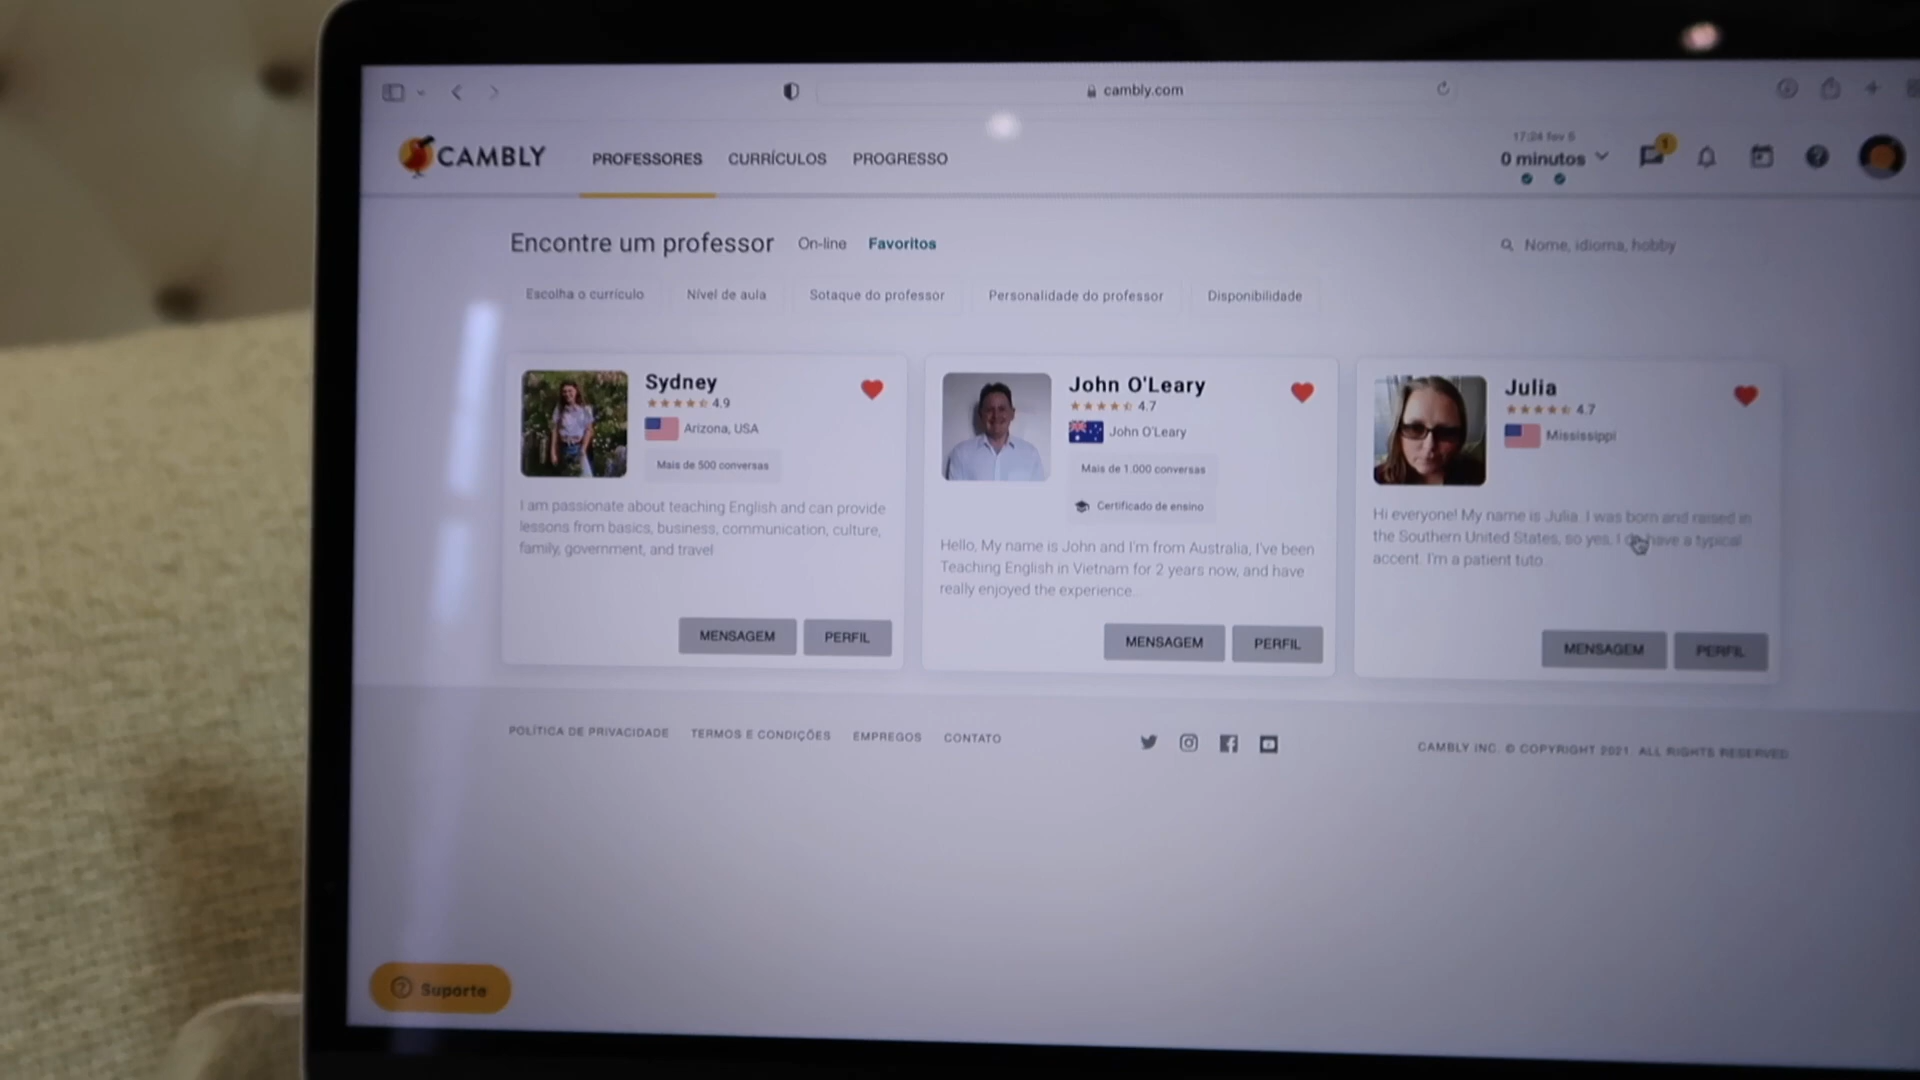 cambly.com
CAMBLY
PROFESSORES CURRÍCULOS PROGRESSO
17:24 fev 5
0 minutos
1
Encontre um professor On-line Favoritos
Nome, idioma, hobby
Escolha o currículo Nível de aula Sotaque do professor Personalidade do professor Disponibilidade
Sydney
4.9
Arizona, USA
Mais de 500 conversas
I am passionate about teaching English and can provide
lessons from basics, business, communication, culture,
family, government, and travel
MENSAGEM PERFIL
John O'Leary
4.7
John O'Leary
Mais de 1.000 conversas
Certificado de ensino
Hello, My name is John and I'm from Australia, I've been
Teaching English in Vietnam for 2 years now, and have
really enjoyed the experience.
MENSAGEM PERFIL
Julia
4.7
Mississippi
Hi everyone! My name is Julia. I was born and raised in
the Southern United States, so yes, I do have a typical
accent. I'm a patient tuto
MENSAGEM PERFIL
POLÍTICA DE PRIVACIDADE TERMOS E CONDIÇÕES EMPREGOS CONTATO
CAMBLY INC. © COPYRIGHT 2021. ALL RIGHTS RESERVED
Suporte